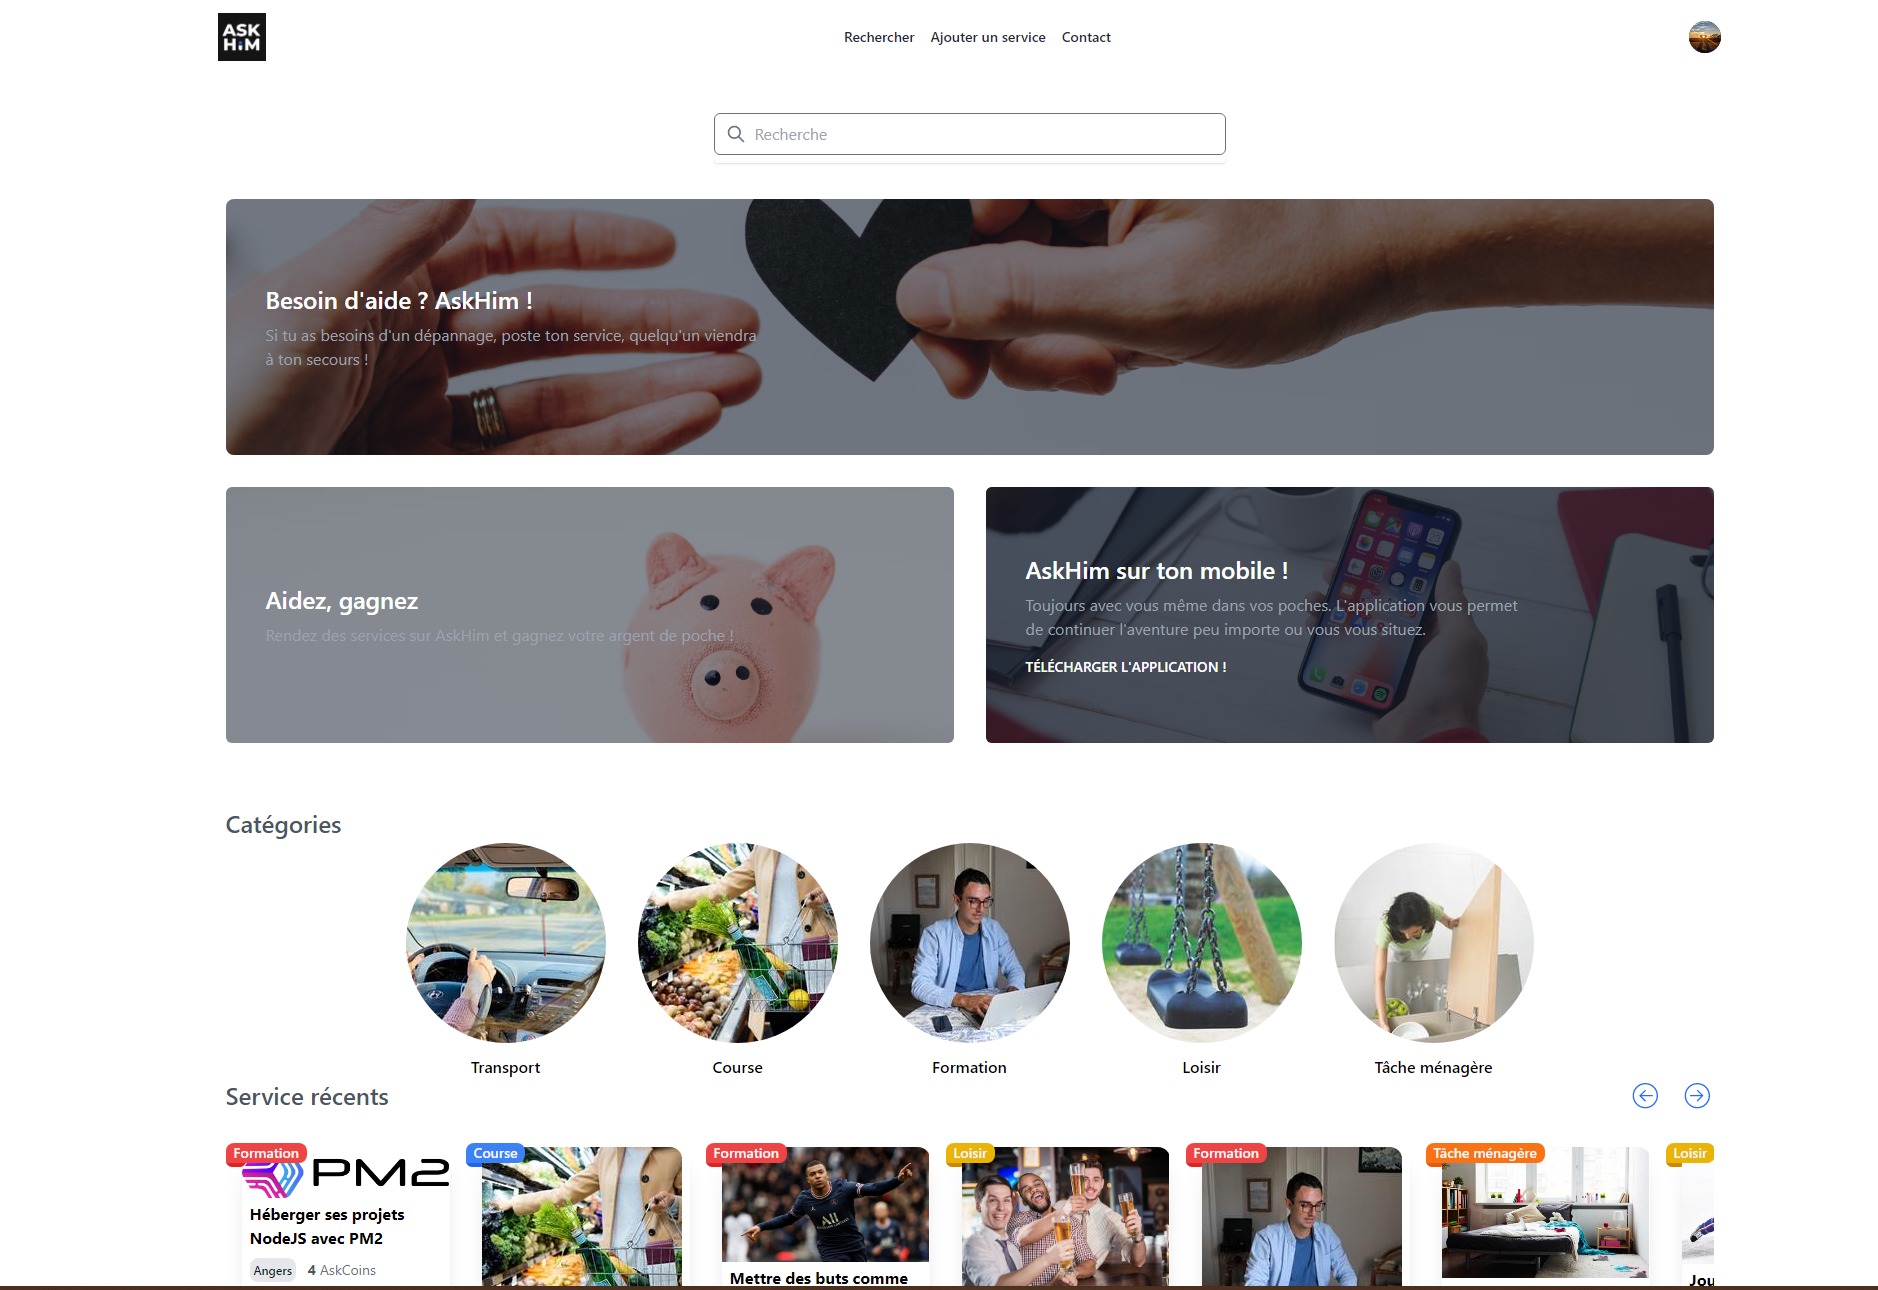 ASK
HiM
Rechercher Ajouter un service Contact
Recherche
Besoin d'aide ? AskHim !
Si tu as besoins d'un dépannage, poste ton service, quelqu'un viendra
à ton secours !
Aidez, gagnez
Rendez des services sur AskHim et gagnez votre argent de poche !
AskHim sur ton mobile !
Toujours avec vous même dans vos poches. L'application vous permet
de continuer l'aventure peu importe ou vous vous situez.
TÉLÉCHARGER L'APPLICATION !
Catégories
Transport
Course
Formation
Loisir
Tâche ménagère
Service récents
Formation
PM2
Héberger ses projets
NodeJS avec PM2
Angers 4 AskCoins
Course
Formation
Mettre des buts comme
Loisir
Formation
Tâche ménagère
Loisir
Jou